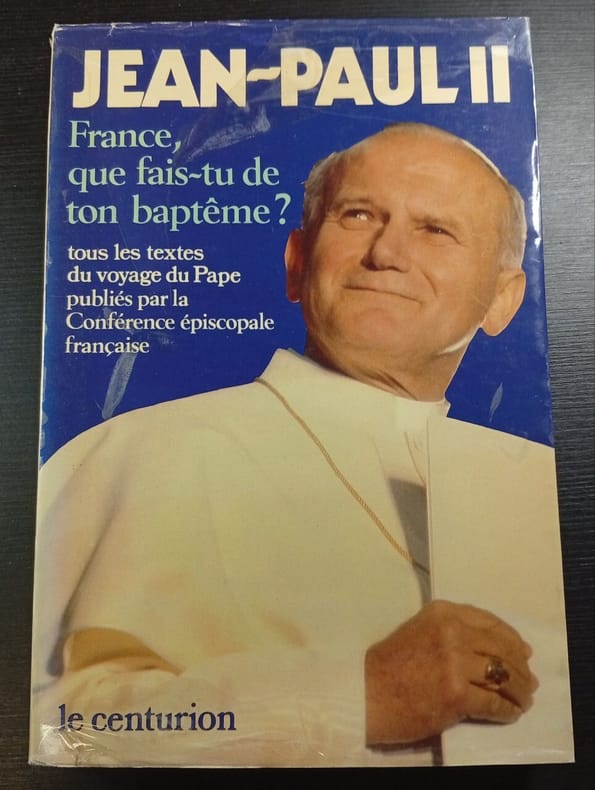 JEAN-PAUL II
France,
que fais-tu de
ton baptême?
tous les textes
du voyage du Pape
publiés par la
Conférence épiscopale
française
le centurion